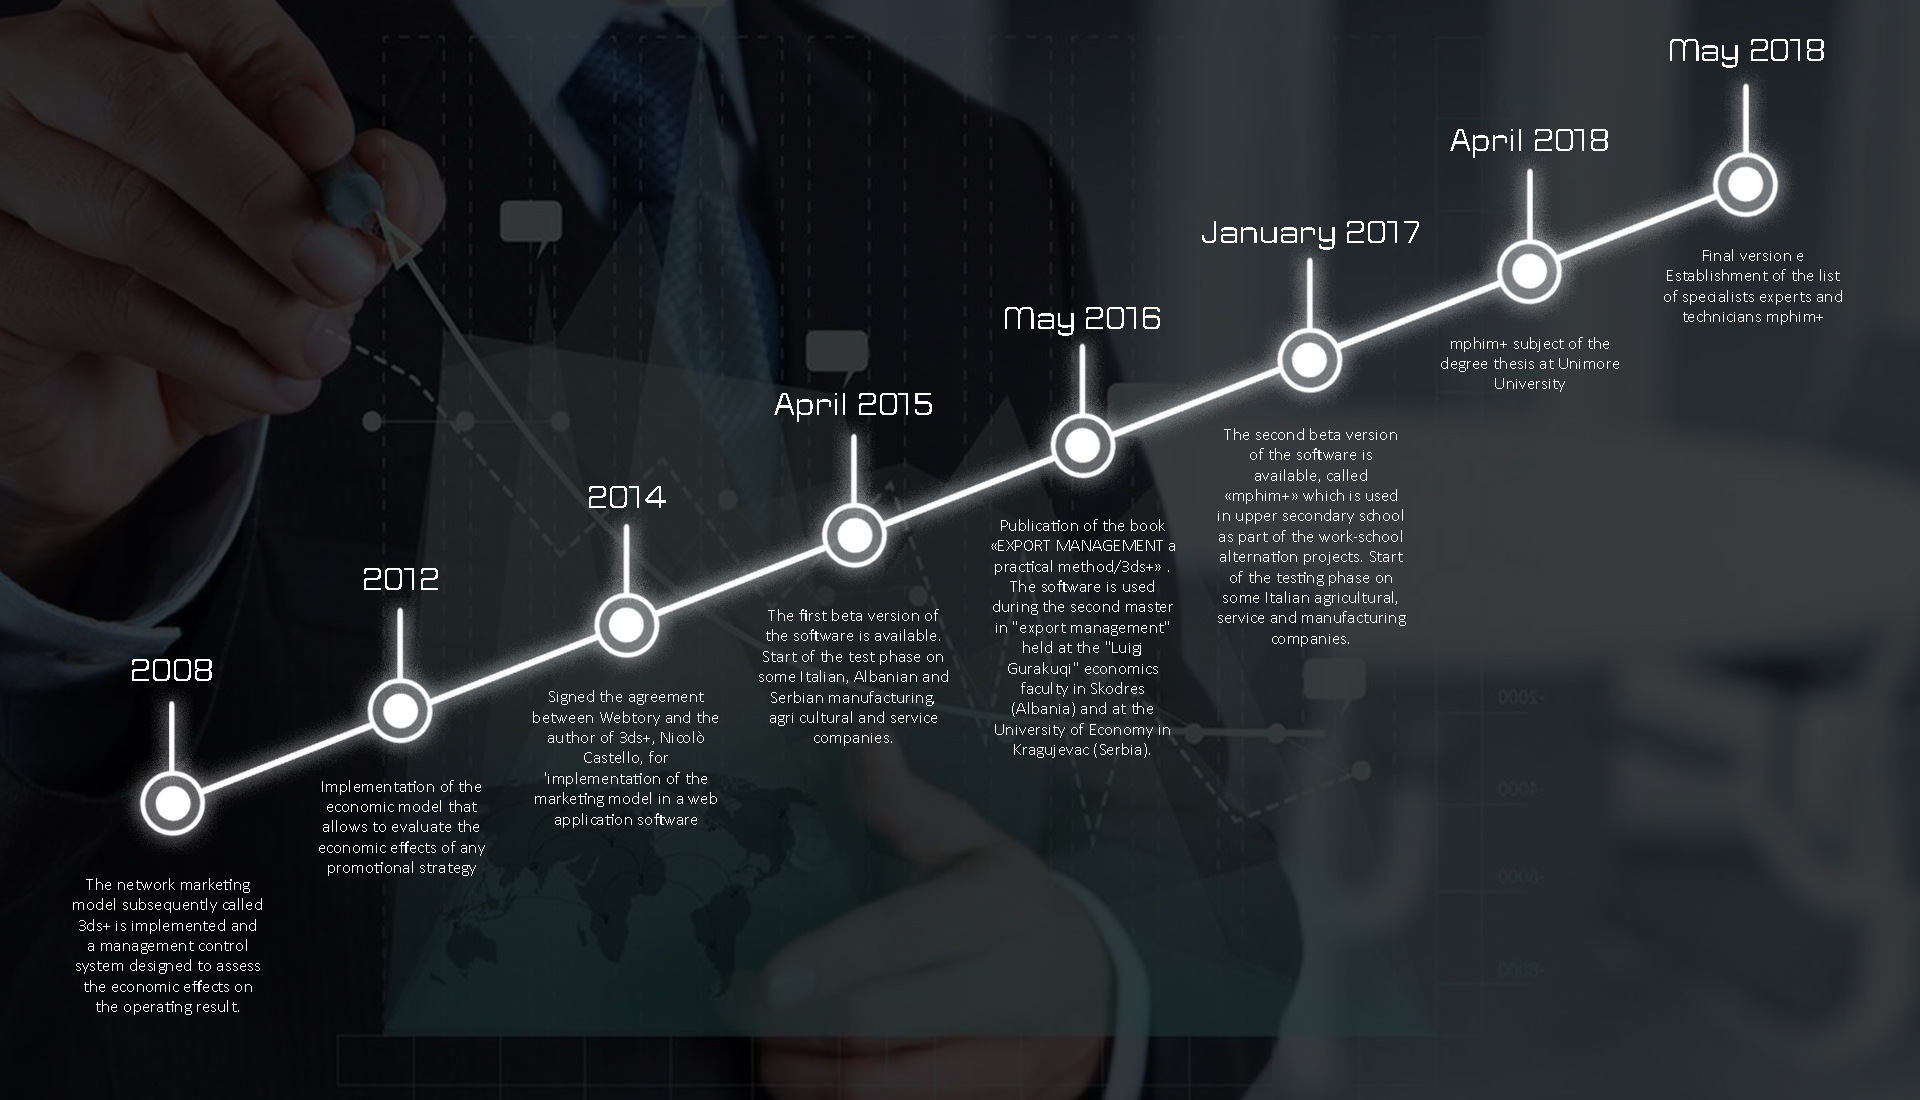 2008
The network marketing
model subsequently called
3ds+ is implemented and
a management control
system designed to assess
the economic effects on
the operating result.
2012
Implementation of the
economic model that
allows to evaluate the
economic effects of any
promotional strategy
2014
Signed the agreement
between Webtory and the
author of 3ds+, Nicolò
Castello, for
'implementation of the
marketing model in a web
application software
April 2015
The first beta version of
the software is available.
Start of the test phase on
some Italian, Albanian and
Serbian manufacturing,
agri cultural and service
companies.
May 2016
Publication of the book
«EXPORT MANAGEMENT a
practical method/3ds+» .
The software is used
during the second master
in "export management"
held at the "Luigj
Gurakuqi" economics
faculty in Skodres
(Albania) and at the
University of Economy in
Kragujevac (Serbia).
January 2017
The second beta version
of the software is
available, called
«mphim+» which is used
in upper secondary school
as part of the work-school
alternation projects. Start
of the testing phase on
some Italian agricultural,
service and manufacturing
companies.
April 2018
mphim+ subject of the
degree thesis at Unimore
University
May 2018
Final version e
Establishment of the list
of specialists experts and
technicians mphim+
-2000
-4000
-6000
-8000